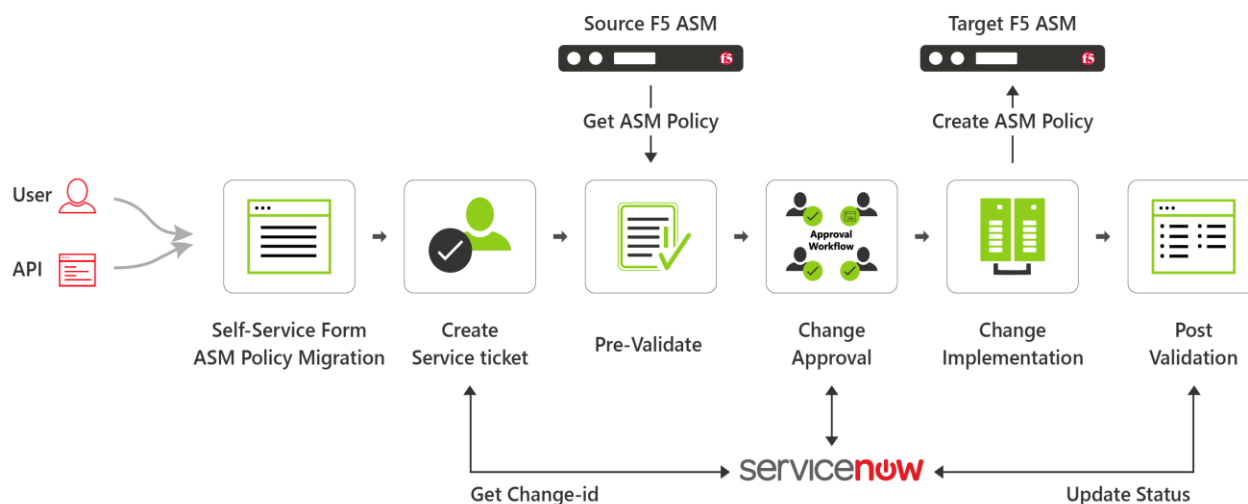 Source F5 ASM
Target F5 ASM
f5
f5
Get ASM Policy
Create ASM Policy
User
API
Approval
Workflow
Self-Service Form
ASM Policy Migration
Create
Service ticket
Pre-Validate
Change
Approval
Change
Implementation
Post
Validation
servicenow
Get Change-id
Update Status